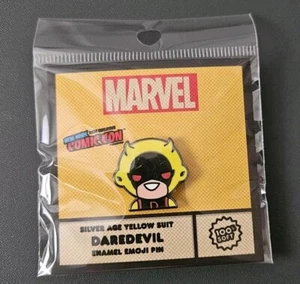 MARVEL
NEW YORK
COMIC CON
SILVER AGE YELLOW SUIT
DAREDEVIL
ENAMEL EMOJI PIN
100%
SOFT